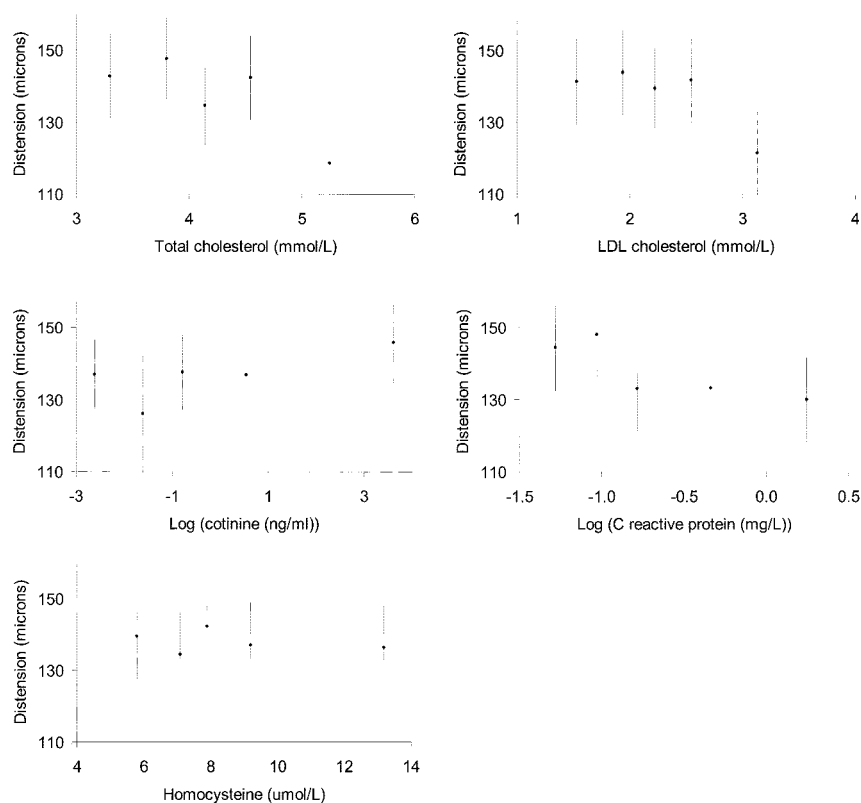 Distension (microns)
150
130
110
3 4 5 6
Total cholesterol (mmol/L)
Distension (microns)
150
130
110
1 2 3 4
LDL cholesterol (mmol/L)
Distension (microns)
150
130
110
-3 -1 1 3
Log (cotinine (ng/ml))
Distension (microns)
150
130
110
-1.5 -1.0 -0.5 0.0 0.5
Log (C reactive protein (mg/L))
Distension (microns)
150
130
110
4 6 8 10 12 14
Homocysteine (umol/L)